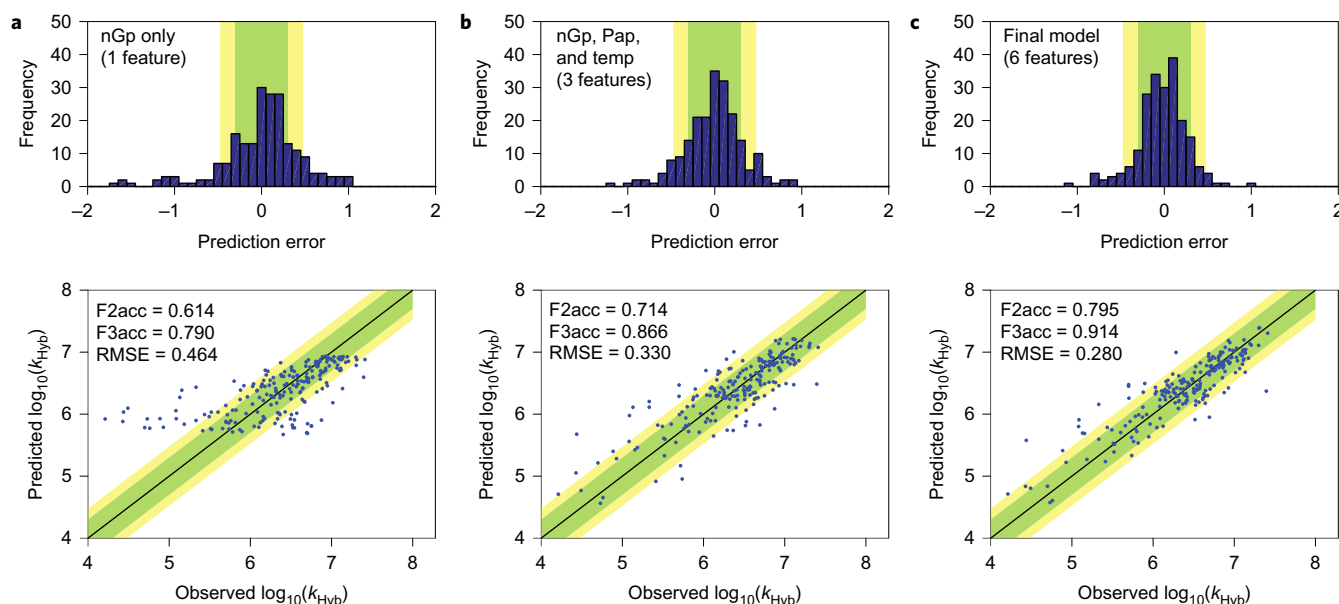 a
50
40
30
20
10
0
Frequency
nGp only
(1 feature)
−2
−1
0
1
2
Prediction error
b
50
40
30
20
10
0
Frequency
nGp, Pap,
and temp
(3 features)
−2
−1
0
1
2
Prediction error
c
50
40
30
20
10
0
Frequency
Final model
(6 features)
−2
−1
0
1
2
Prediction error
8
7
6
5
4
Predicted log10(kHyb)
F2acc = 0.614
F3acc = 0.790
RMSE = 0.464
4
5
6
7
8
Observed log10(kHyb)
8
7
6
5
4
Predicted log10(kHyb)
F2acc = 0.714
F3acc = 0.866
RMSE = 0.330
4
5
6
7
8
Observed log10(kHyb)
8
7
6
5
4
Predicted log10(kHyb)
F2acc = 0.795
F3acc = 0.914
RMSE = 0.280
4
5
6
7
8
Observed log10(kHyb)